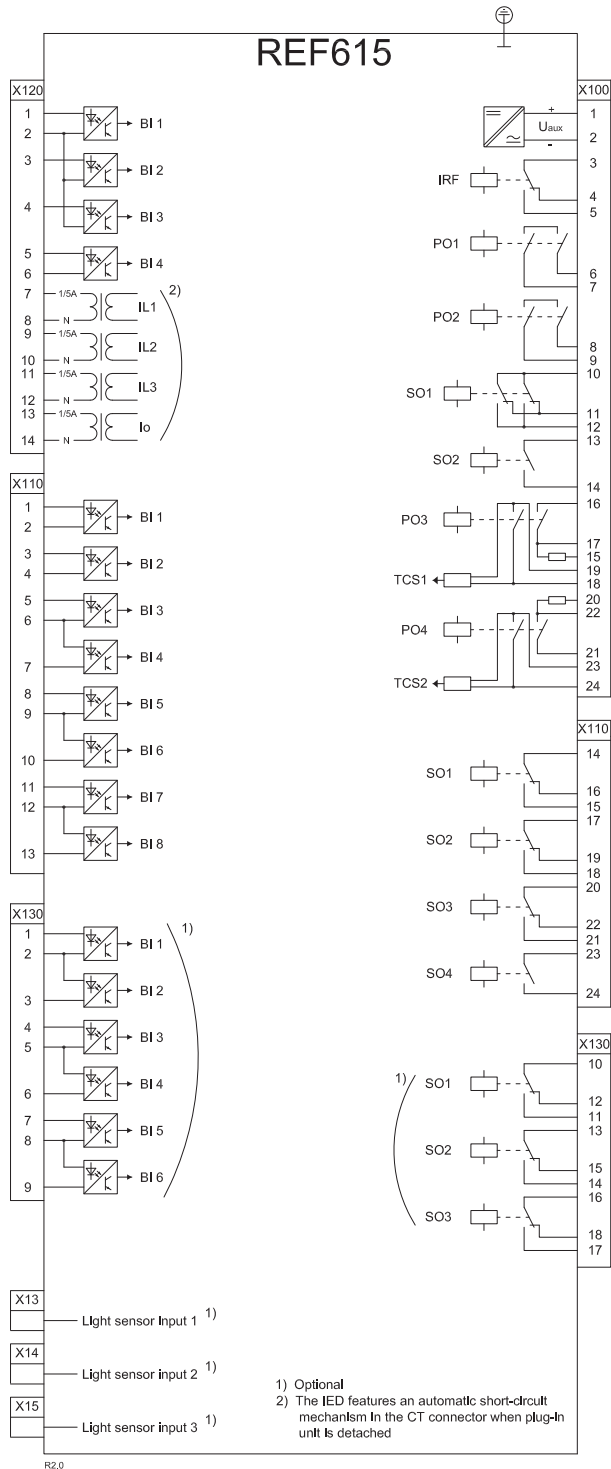 REF615
X120
1
2
3
4
5
6
7
8
9
10
11
12
13
14
BI 1
BI 2
BI 3
BI 4
1/5A
N
1/5A
N
1/5A
N
1/5A
N
IL1
IL2
IL3
Io
2)
X110
1
2
3
4
5
6
7
8
9
10
11
12
13
BI 1
BI 2
BI 3
BI 4
BI 5
BI 6
BI 7
BI 8
X130
1
2
3
4
5
6
7
8
9
BI 1
BI 2
BI 3
BI 4
BI 5
BI 6
1)
X13
Light sensor input 1 1)
X14
Light sensor input 2 1)
X15
Light sensor input 3 1)
X100
+
Uaux
-
1
2
IRF
3
4
5
PO1
6
7
PO2
8
9
SO1
10
11
12
SO2
13
14
PO3
16
17
15
19
18
TCS1
PO4
20
22
21
23
24
TCS2
X110
SO1
14
16
15
SO2
17
19
18
SO3
20
22
21
SO4
23
24
X130
1)
SO1
10
12
11
SO2
13
15
14
SO3
16
18
17
1) Optional
2) The IED features an automatic short-circuit
mechanism in the CT connector when plug-in
unit is detached
R2.0